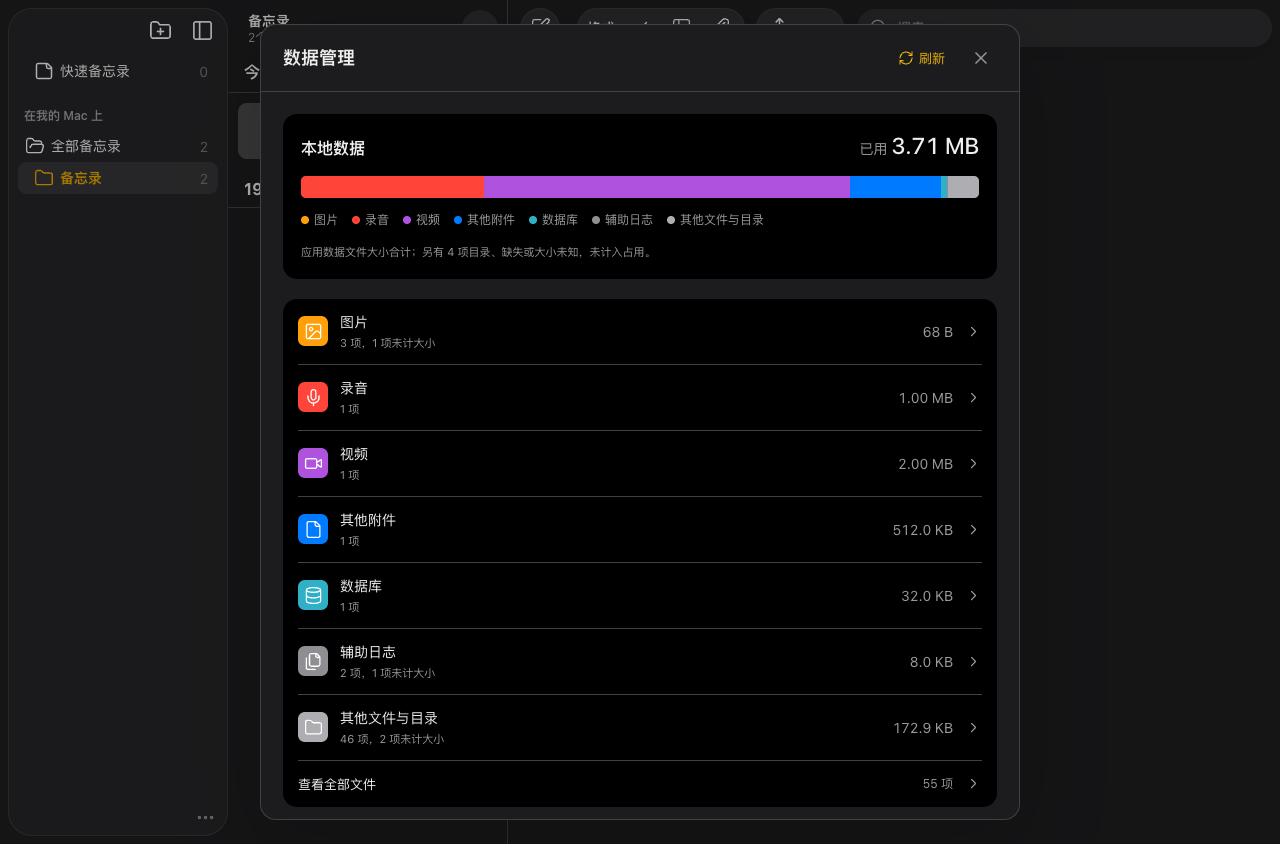 备忘录
数据管理
刷新
快速备忘录 0
在我的 Mac 上
全部备忘录 2
备忘录 2
今
19
本地数据
已用 3.71 MB
图片 录音 视频 其他附件 数据库 辅助日志 其他文件与目录
应用数据文件大小合计；另有 4 项目录、缺失或大小未知，未计入占用。
图片
3 项，1 项未计大小
68 B
录音
1 项
1.00 MB
视频
1 项
2.00 MB
其他附件
1 项
512.0 KB
数据库
1 项
32.0 KB
辅助日志
2 项，1 项未计大小
8.0 KB
其他文件与目录
46 项，2 项未计大小
172.9 KB
查看全部文件
55 项